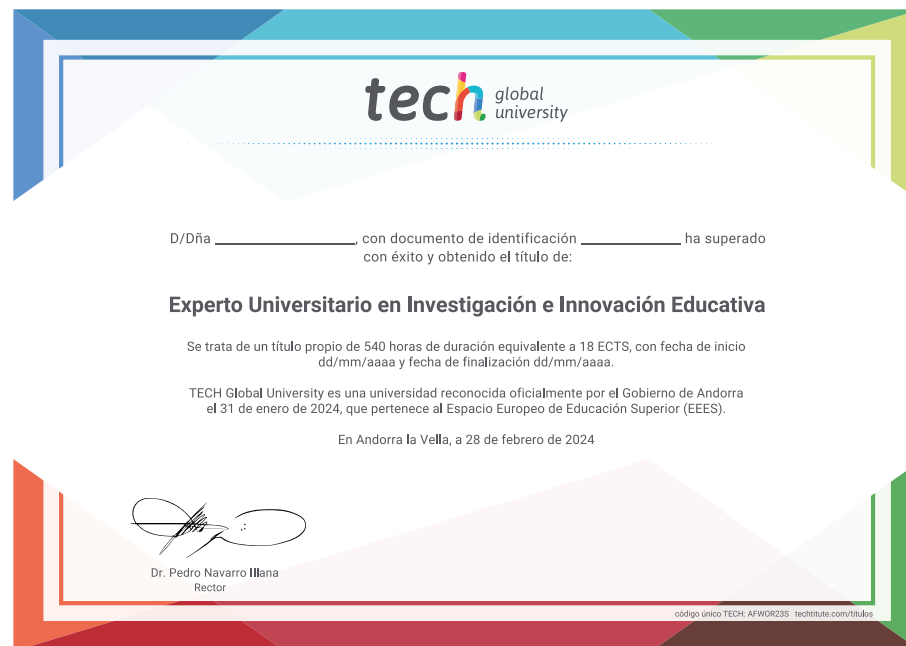 tech global university
D/Dña ____________, con documento de identificación ____________ ha superado
con éxito y obtenido el título de:
Experto Universitario en Investigación e Innovación Educativa
Se trata de un título propio de 540 horas de duración equivalente a 18 ECTS, con fecha de inicio
dd/mm/aaaa y fecha de finalización dd/mm/aaaa.
TECH Global University es una universidad reconocida oficialmente por el Gobierno de Andorra
el 31 de enero de 2024, que pertenece al Espacio Europeo de Educación Superior (EEES).
En Andorra la Vella, a 28 de febrero de 2024
Dr. Pedro Navarro Illana
Rector
código único TECH: AFWOR23S techtitute.com/titulos